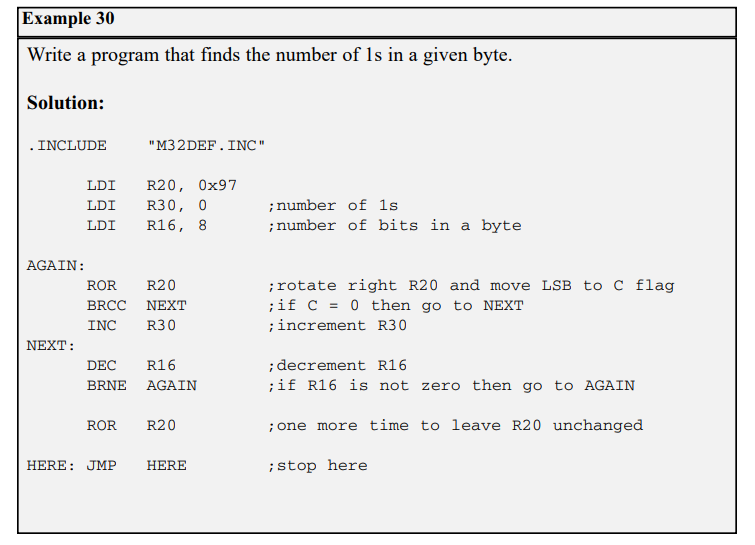 Example 30
Write a program that finds the number of 1s in a given byte.
Solution:
.INCLUDE "M32DEF.INC"
LDI R20, 0x97
LDI R30, 0 ;number of 1s
LDI R16, 8 ;number of bits in a byte
AGAIN:
ROR R20 ;rotate right R20 and move LSB to C flag
BRCC NEXT ;if C = 0 then go to NEXT
INC R30 ;increment R30
NEXT:
DEC R16 ;decrement R16
BRNE AGAIN ;if R16 is not zero then go to AGAIN
ROR R20 ;one more time to leave R20 unchanged
HERE: JMP HERE ;stop here